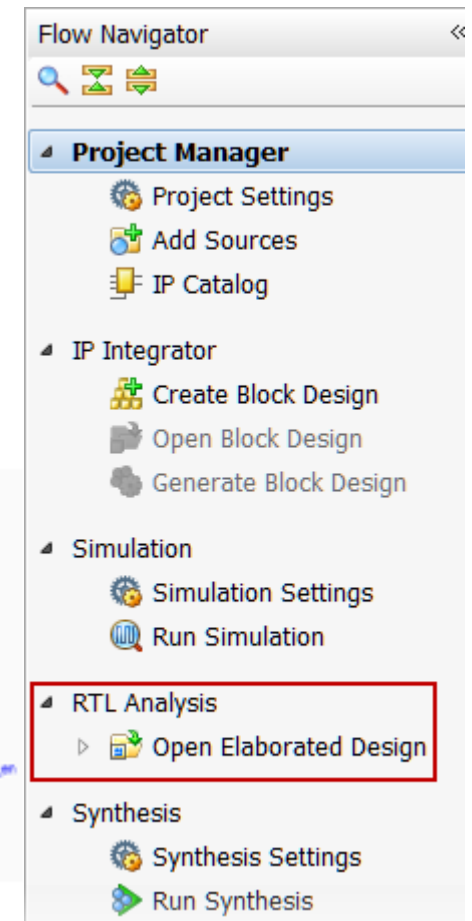 Flow Navigator
Project Manager
Project Settings
Add Sources
IP Catalog
IP Integrator
Create Block Design
Open Block Design
Generate Block Design
Simulation
Simulation Settings
Run Simulation
RTL Analysis
Open Elaborated Design
Synthesis
Synthesis Settings
Run Synthesis